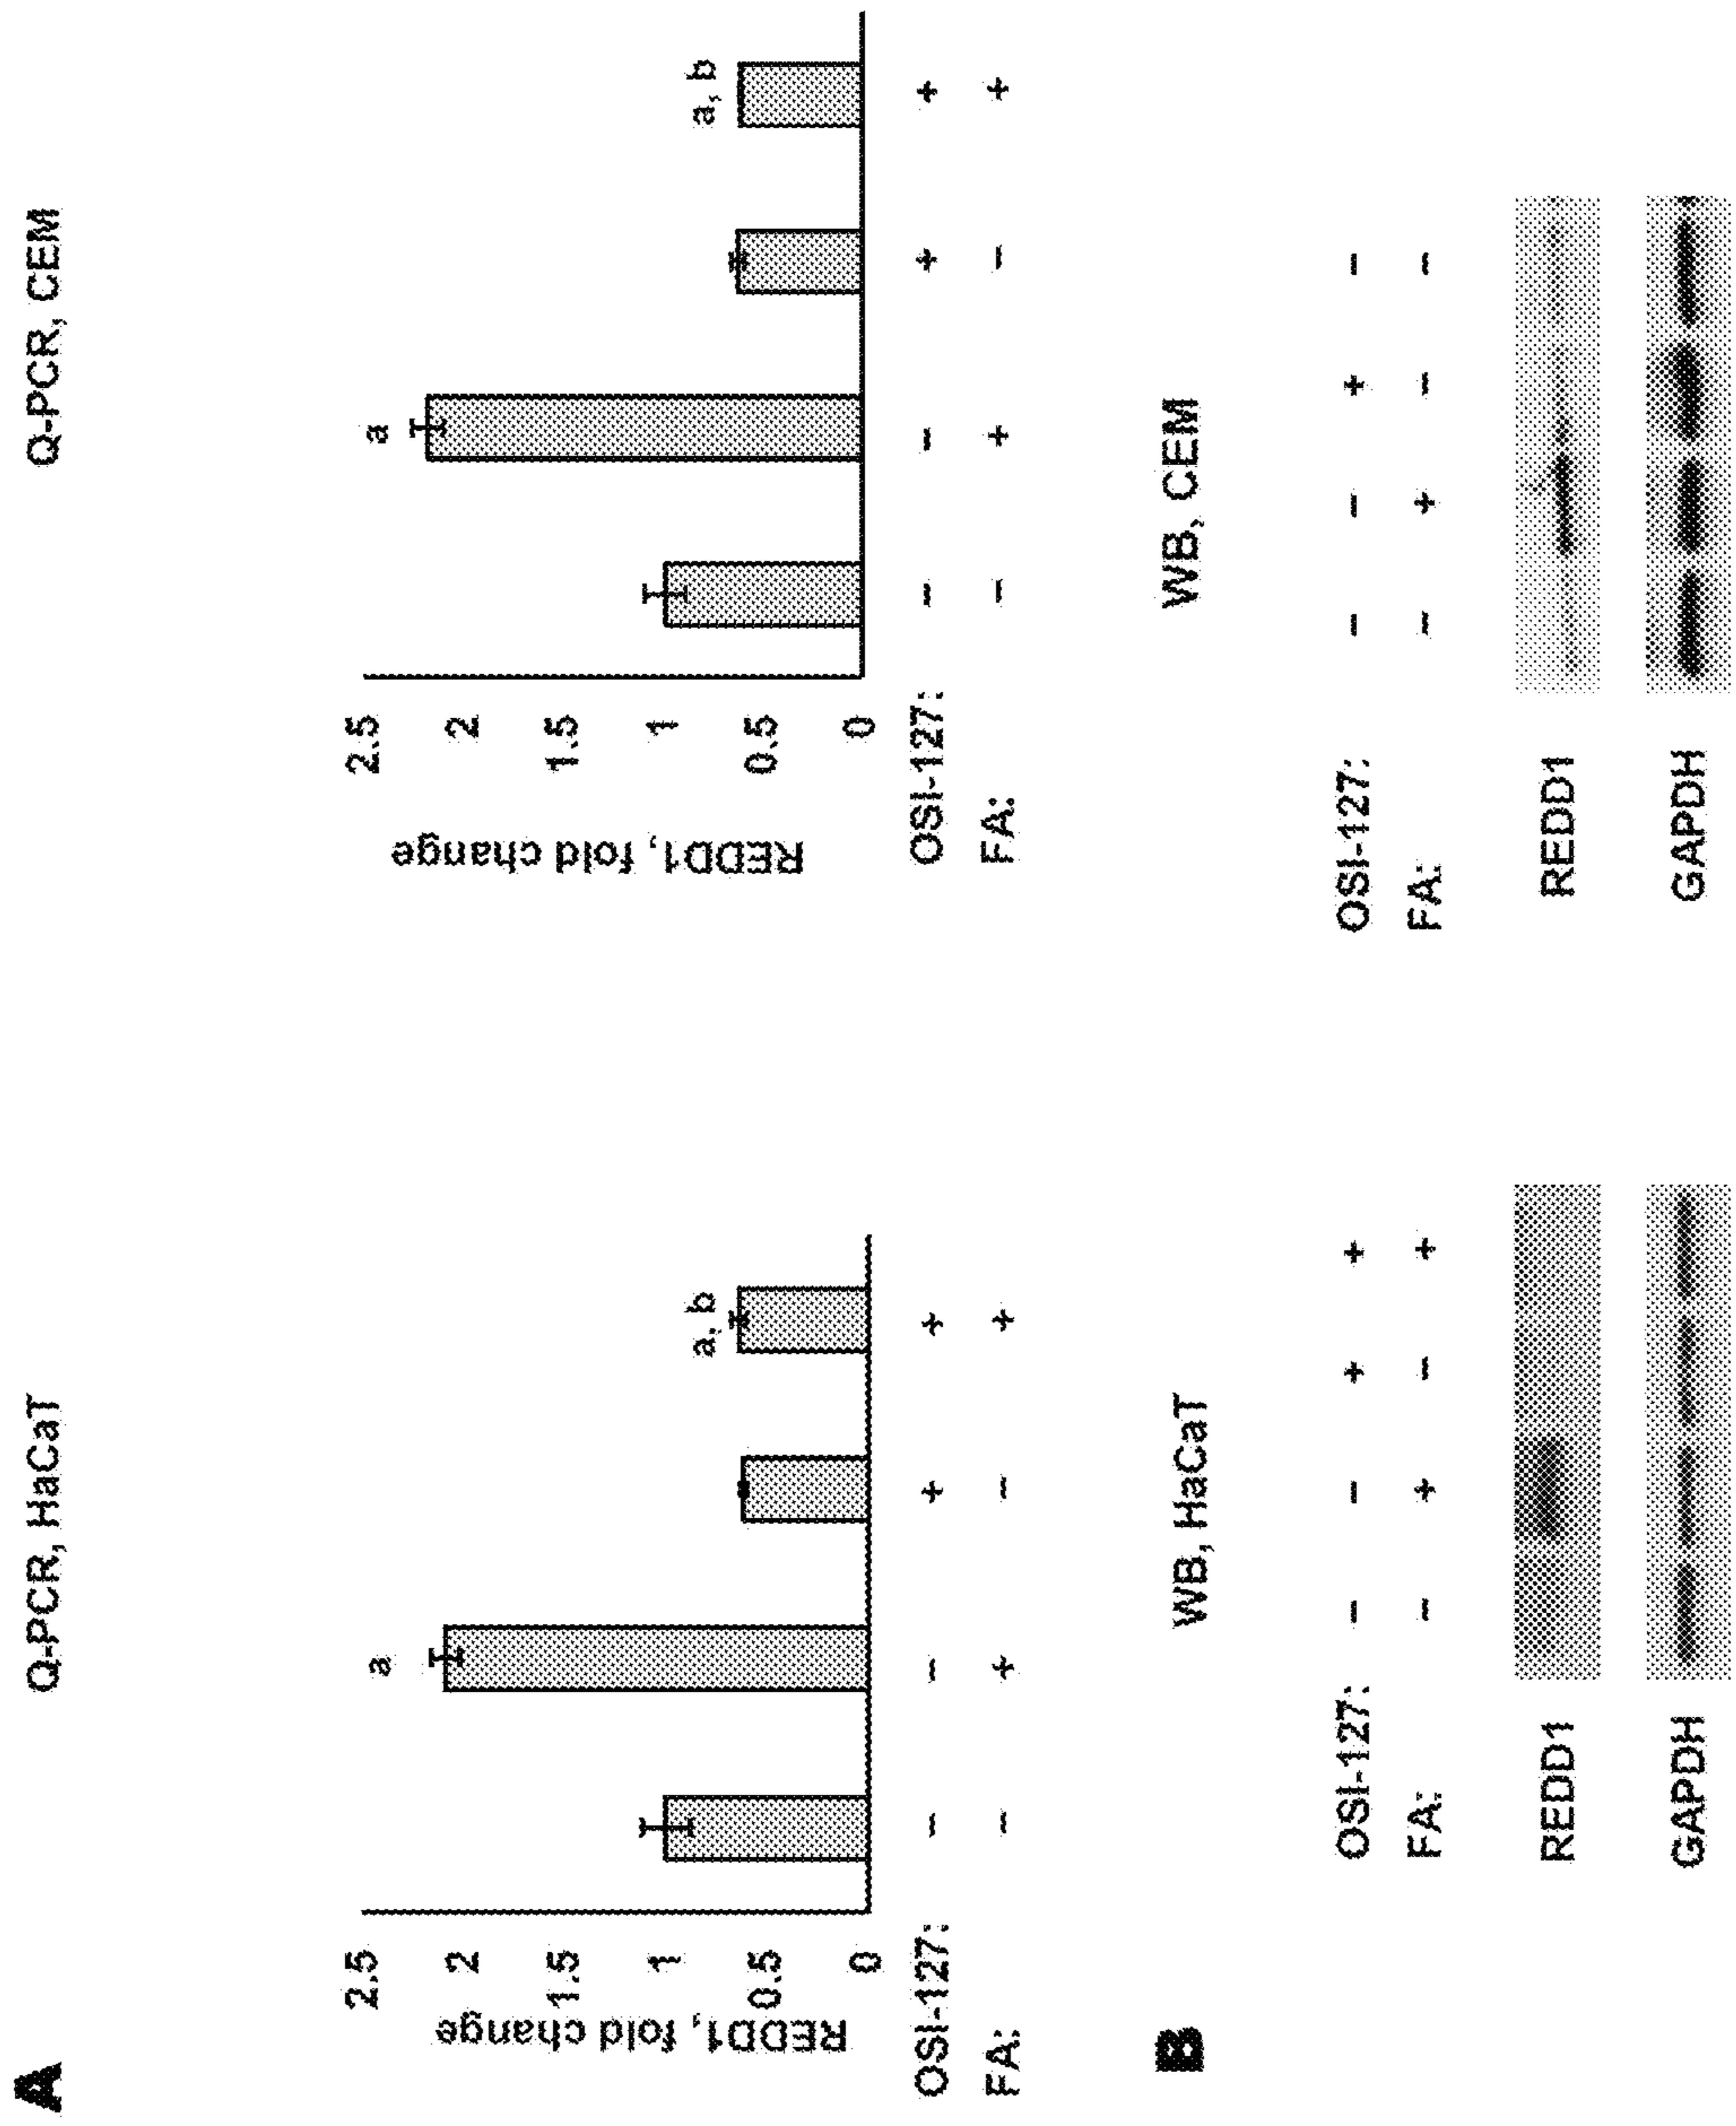 A
Q-PCR, HaCaT
REDD1, fold change
2.5
2
1.5
1
0.5
0
a
a, b
OSI-127: - - + +
FA: - + - +
Q-PCR, CEM
REDD1, fold change
2.5
2
1.5
1
0.5
0
a
a, b
OSI-127: - - + +
FA: - + - +
B
WB, HaCaT
OSI-127: - - + +
FA: - + - +
REDD1
GAPDH
WB, CEM
OSI-127: - - + -
FA: - + - -
REDD1
GAPDH